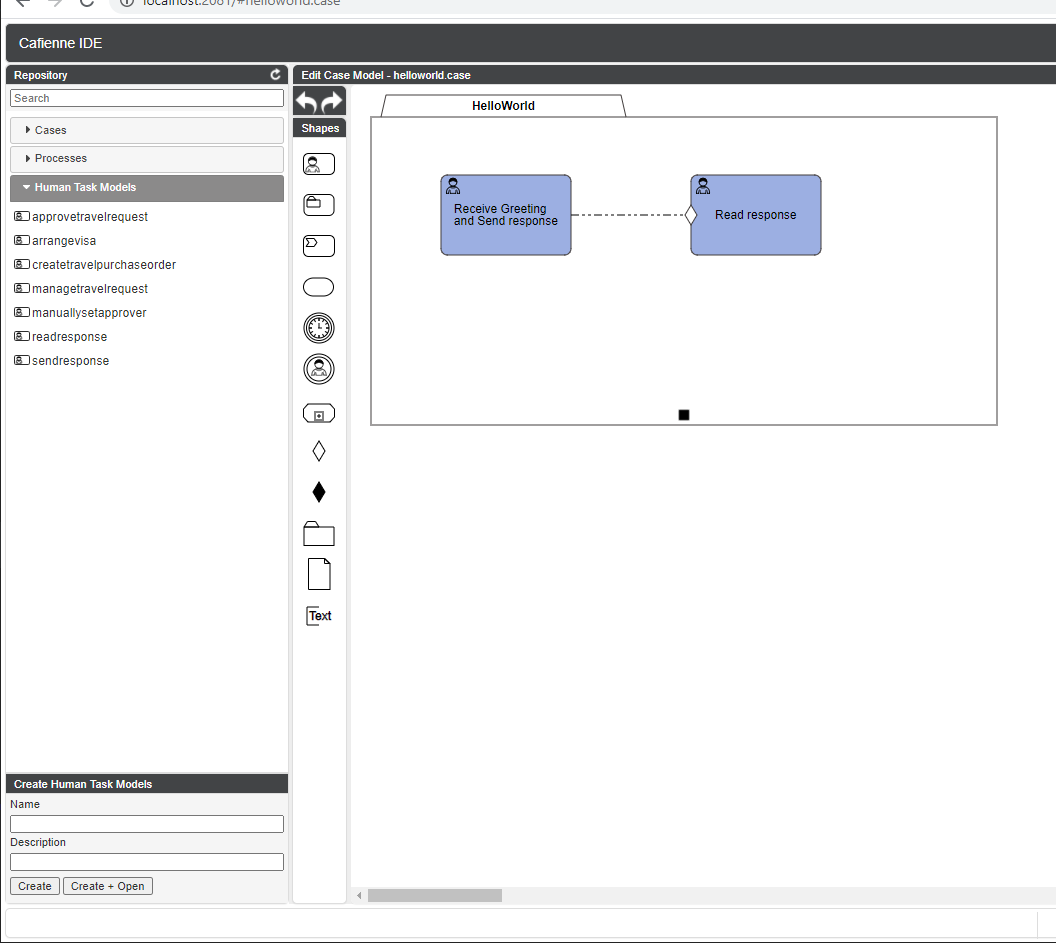 localhost:2081/#helloworld.case
Cafienne IDE
Repository
Search
Cases
Processes
Human Task Models
approvetravelrequest
arrangevisa
createtravelpurchaseorder
managetravelrequest
manuallysetapprover
readresponse
sendresponse
Create Human Task Models
Name
Description
Create
Create + Open
Edit Case Model - helloworld.case
Shapes
Text
HelloWorld
Receive Greeting
and Send response
Read response